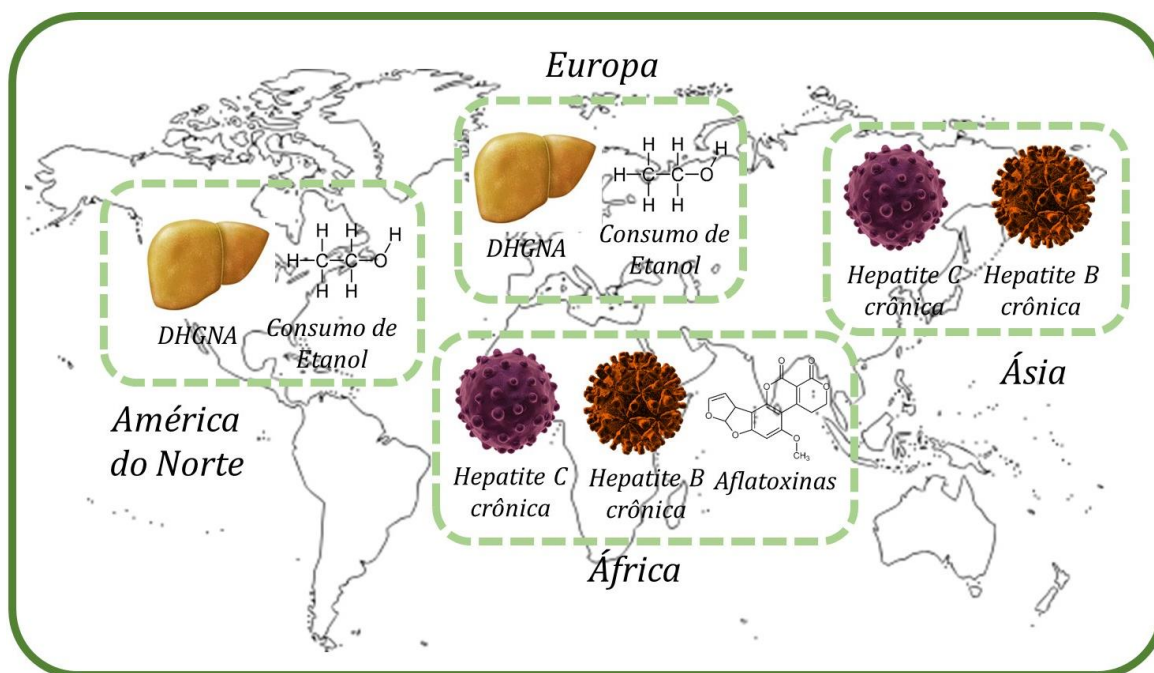 Europa
DHGNA
Consumo de
Etanol
H H H
H C C O
H H
Hepatite C
crônica
Hepatite B
crônica
Ásia
DHGNA
Consumo de
Etanol
H H H
H C C O
H H
América
do Norte
Hepatite C
crônica
Hepatite B
crônica
Aflatoxinas
O O
O O
O
O
O
CH₃
África